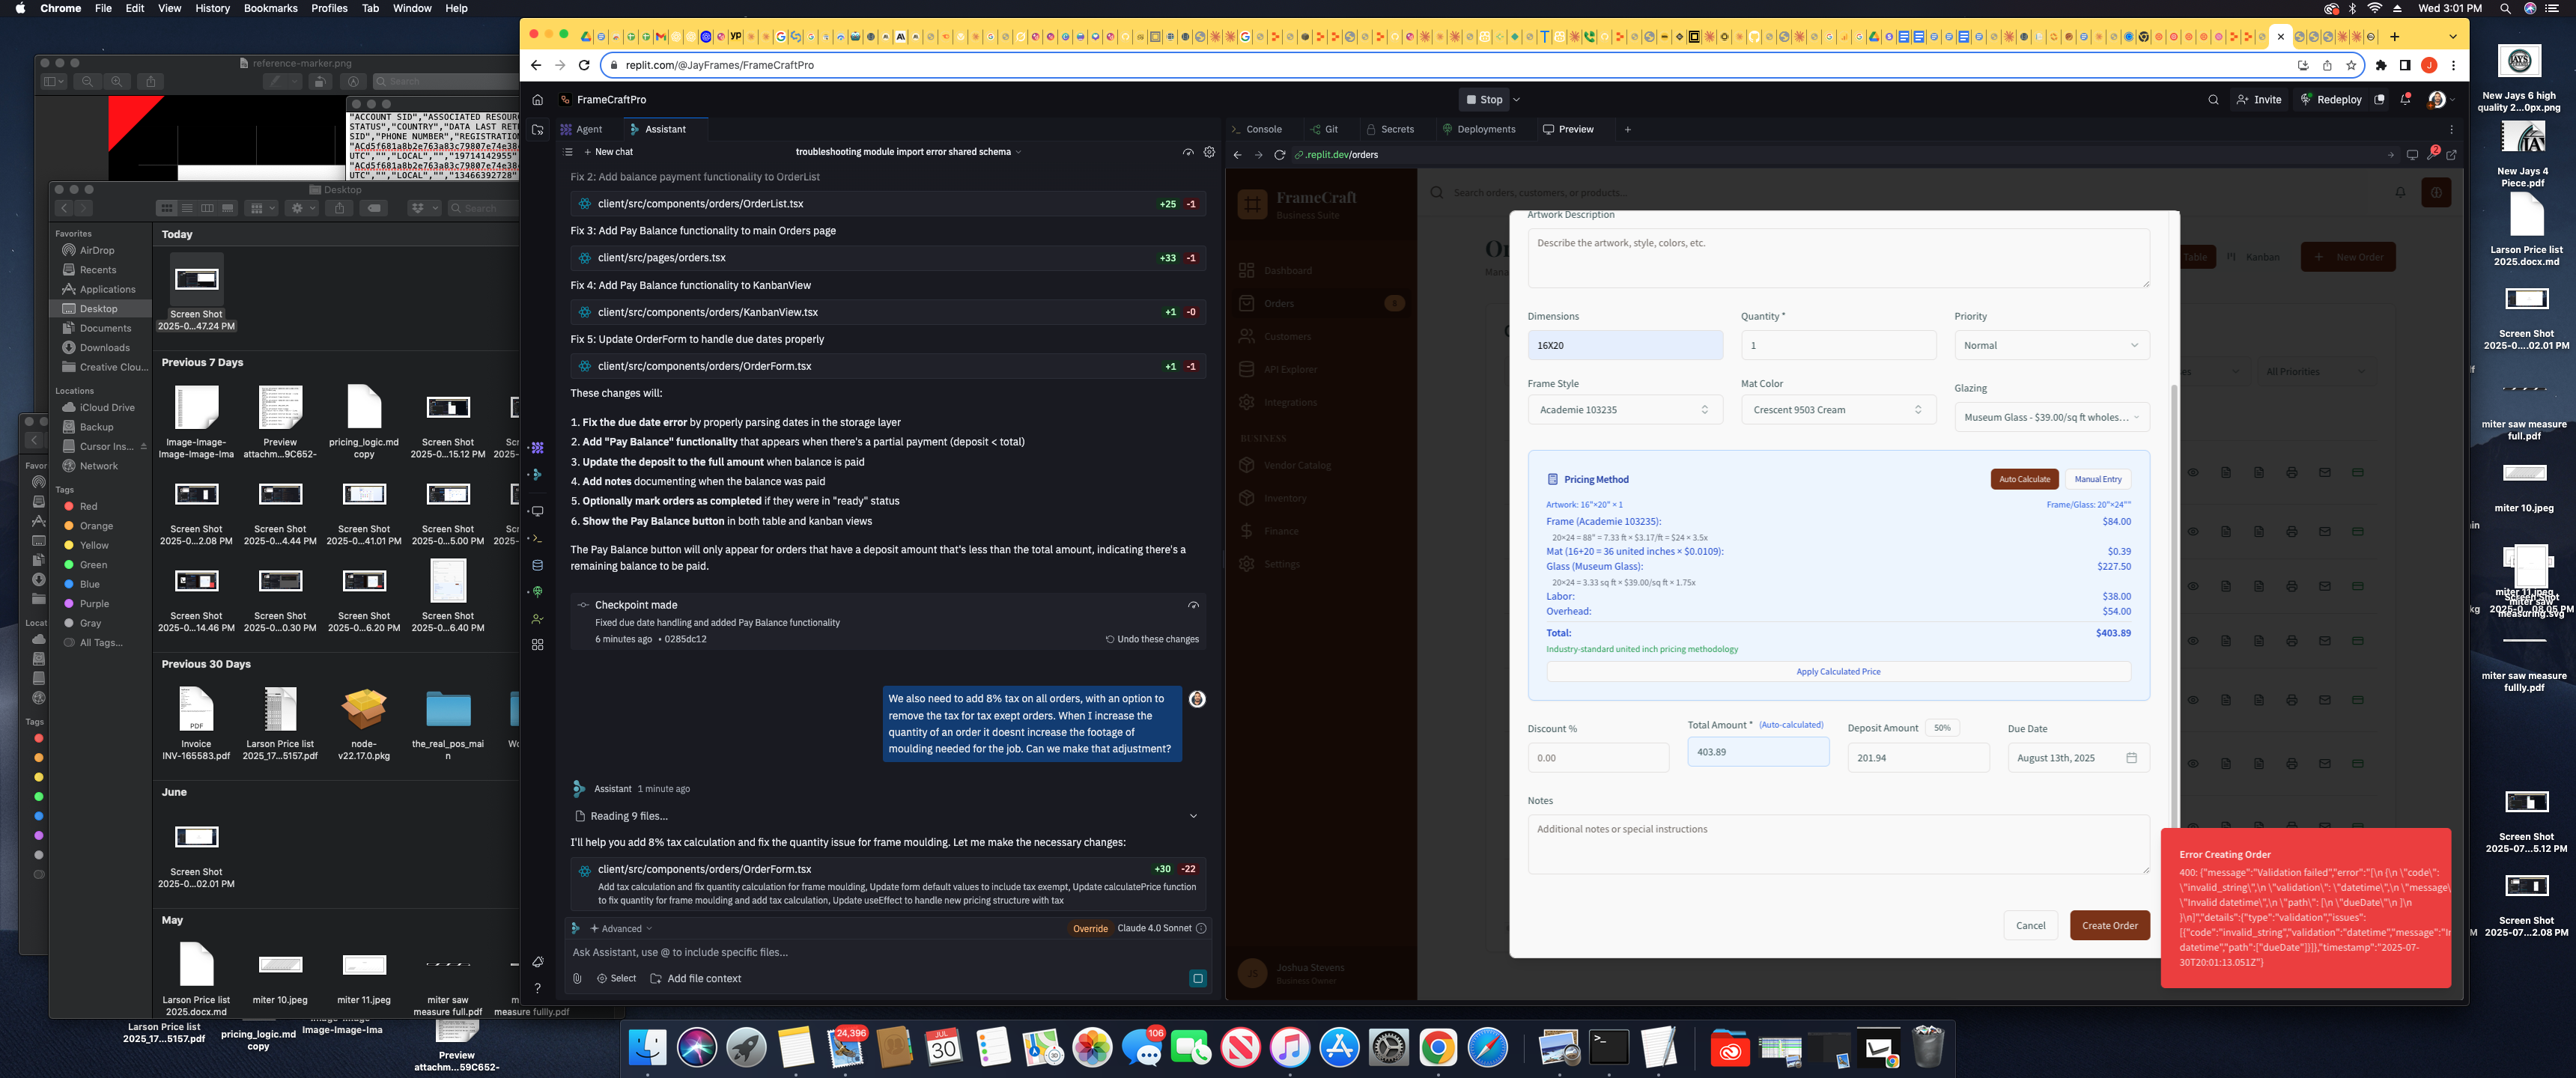 Chrome File Edit View History Bookmarks Profiles Tab Window Help
Wed 3:01 PM
reference-marker.png
Search
"ACCOUNT SID","ASSOCIATED RESOUR
STATUS","COUNTRY","DATA LAST RET
SID","PHONE NUMBER","REGISTRATION
UTC","","LOCAL","","19714142955"
UTC","","LOCAL","","13466392728"
Desktop
Search
Favorites
AirDrop
Recents
Applications
Desktop
Documents
Downloads
Creative Clou...
Locations
iCloud Drive
Backup
Cursor Ins...
Network
Tags
Red
Orange
Yellow
Green
Blue
Purple
Gray
All Tags...
Today
Screen Shot
2025-0...47.24 PM
Previous 7 Days
Image-Image-
Image-Image-Ima
Preview
attachm...9C652-
pricing_logic.md
copy
Screen Shot
2025-0...15.12 PM
Screen Shot
2025-0...2.08 PM
Screen Shot
2025-0...4.44 PM
Screen Shot
2025-0...41.01 PM
Screen Shot
2025-0...5.00 PM
Screen Shot
2025-0...14.46 PM
Screen Shot
2025-0...0.30 PM
Screen Shot
2025-0...6.20 PM
Screen Shot
2025-0...6.40 PM
Previous 30 Days
PDF
Invoice
INV-165583.pdf
Larson Price list
2025_17...5157.pdf
node-
v22.17.0.pkg
the_real_pos_mai
n
June
Screen Shot
2025-0...02.01 PM
May
Larson Price list
2025.docx.md
miter 10.jpeg
miter 11.jpeg
miter saw
measure full.pdf
measure fullly.pdf
Favor
Locat
Tags
Larson Price list
2025_17...5157.pdf
pricing_logic.md
copy
Image-Image-Ima
Preview
attachm...59C652-
replit.com/@JayFrames/FrameCraftPro
FrameCraftPro
Stop
Invite
Redeploy
Agent
Assistant
New chat
troubleshooting module import error shared schema
Fix 2: Add balance payment functionality to OrderList
client/src/components/orders/OrderList.tsx +25 -1
Fix 3: Add Pay Balance functionality to main Orders page
client/src/pages/orders.tsx +33 -1
Fix 4: Add Pay Balance functionality to KanbanView
client/src/components/orders/KanbanView.tsx +1 -0
Fix 5: Update OrderForm to handle due dates properly
client/src/components/orders/OrderForm.tsx +1 -1
These changes will:
1. Fix the due date error by properly parsing dates in the storage layer
2. Add "Pay Balance" functionality that appears when there's a partial payment (deposit < total)
3. Update the deposit to the full amount when balance is paid
4. Add notes documenting when the balance was paid
5. Optionally mark orders as completed if they were in "ready" status
6. Show the Pay Balance button in both table and kanban views
The Pay Balance button will only appear for orders that have a deposit amount that's less than the total amount, indicating there's a
remaining balance to be paid.
Checkpoint made
Fixed due date handling and added Pay Balance functionality
6 minutes ago • 0285dc12
Undo these changes
We also need to add 8% tax on all orders, with an option to
remove the tax for tax exept orders. When I increase the
quantity of an order it doesnt increase the footage of
moulding needed for the job. Can we make that adjustment?
Assistant 1 minute ago
Reading 9 files...
I'll help you add 8% tax calculation and fix the quantity issue for frame moulding. Let me make the necessary changes:
client/src/components/orders/OrderForm.tsx +30 -22
Add tax calculation and fix quantity calculation for frame moulding, Update form default values to include tax exempt, Update calculatePrice function
to fix quantity for frame moulding and add tax calculation, Update useEffect to handle new pricing structure with tax
Advanced
Override Claude 4.0 Sonnet
Ask Assistant, use @ to include specific files...
Select
Add file context
Console Git Secrets Deployments Preview
.replit.dev/orders
2
FrameCraft
Business Suite
Search orders, customers, or products...
Dashboard
Orders
Customers
API Explorer
Integrations
BUSINESS
Vendor Catalog
Inventory
Finance
Settings
JS
Joshua Stevens
Business Owner
Table
Kanban
New Order
All Priorities
Artwork Description
Describe the artwork, style, colors, etc.
Dimensions Quantity * Priority
16X20 1 Normal
Frame Style Mat Color Glazing
Academie 103235 Crescent 9503 Cream Museum Glass - $39.00/sq ft wholes...
Pricing Method Auto Calculate Manual Entry
Artwork: 16"×20" × 1 Frame/Glass: 20"×24""
Frame (Academie 103235): $84.00
20×24 = 88" = 7.33 ft × $3.17/ft = $24 × 3.5x
Mat (16+20 = 36 united inches × $0.0109): $0.39
Glass (Museum Glass): $227.50
20×24 = 3.33 sq ft × $39.00/sq ft × 1.75x
Labor: $38.00
Overhead: $54.00
Total: $403.89
Industry-standard united inch pricing methodology
Apply Calculated Price
Discount % Total Amount * (Auto-calculated) Deposit Amount 50% Due Date
0.00 403.89 201.94 August 13th, 2025
Notes
Additional notes or special instructions
Cancel Create Order
Error Creating Order
400: {"message":"Validation failed","error":"[\n {\n \"code\":
\"invalid_string\",\n \"validation\": \"datetime\",\n \"message\
\"Invalid datetime\",\n \"path\": [\n \"dueDate\"\n ]\n
}\n]","details":{"type":"validation","issues":
[{"code":"invalid_string","validation":"datetime","message":"In
datetime","path":["dueDate"]}]},"timestamp":"2025-07-
30T20:01:13.051Z"}
New Jays 6 high
quality 2...0px.png
New Jays 4
Piece.pdf
Larson Price list
2025.docx.md
Screen Shot
2025-0....02.01 PM
miter saw measure
full.pdf
miter 10.jpeg
miter 11.jpeg
miter saw measure
fullly.pdf
Screen Shot
2025-07...5.12 PM
Screen Shot
2025-07...2.08 PM
24,396
JUL
30
106